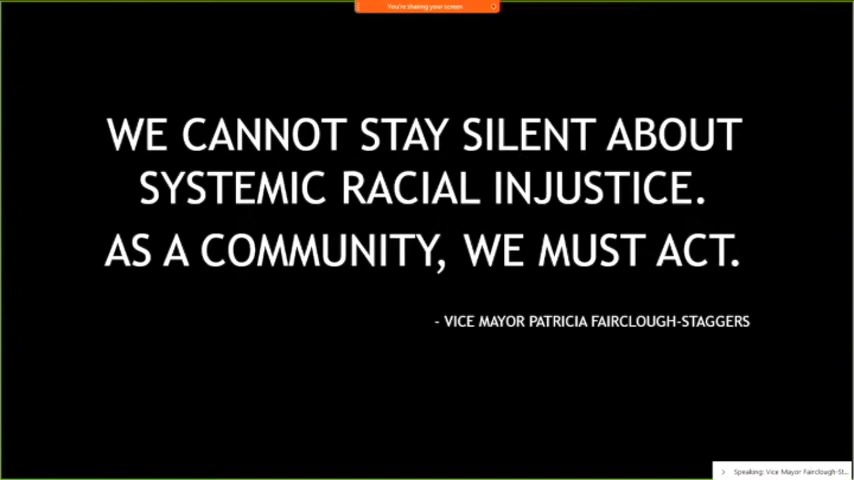 You're sharing your screen
WE CANNOT STAY SILENT ABOUT
SYSTEMIC RACIAL INJUSTICE.
AS A COMMUNITY, WE MUST ACT.
- VICE MAYOR PATRICIA FAIRCLOUGH-STAGGERS
Speaking: Vice Mayor Fairclough-St...